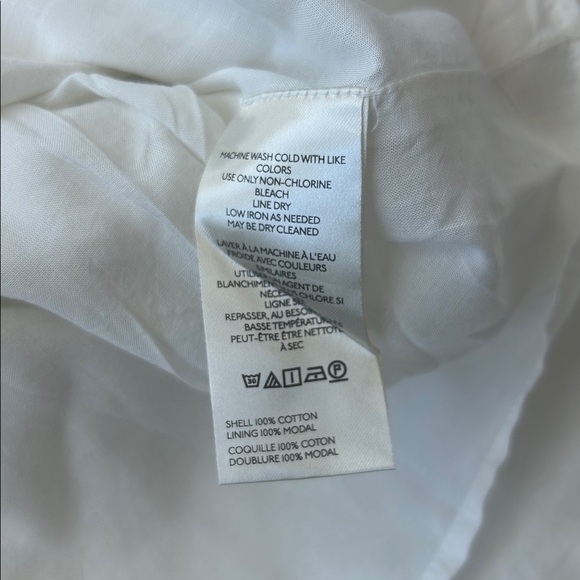 MACHINE WASH COLD WITH LIKE
COLORS
USE ONLY NON-CHLORINE
BLEACH
LINE DRY
LOW IRON AS NEEDED
MAY BE DRY CLEANED
LAVER À LA MACHINE À L'EAU
FROIDE AVEC COULEURS
SIMILAIRES
BLANCHIMENT AGENT DE
CHLORE SI
LIGNE
REPASSER, AU BESOIN
BASSE TEMPÉRATURE
PEUT-ÊTRE ÊTRE NETTOYÉ
À SEC
30 P
SHELL 100% COTTON
LINING 100% MODAL
COQUILLE 100% COTON
DOUBLURE 100% MODAL